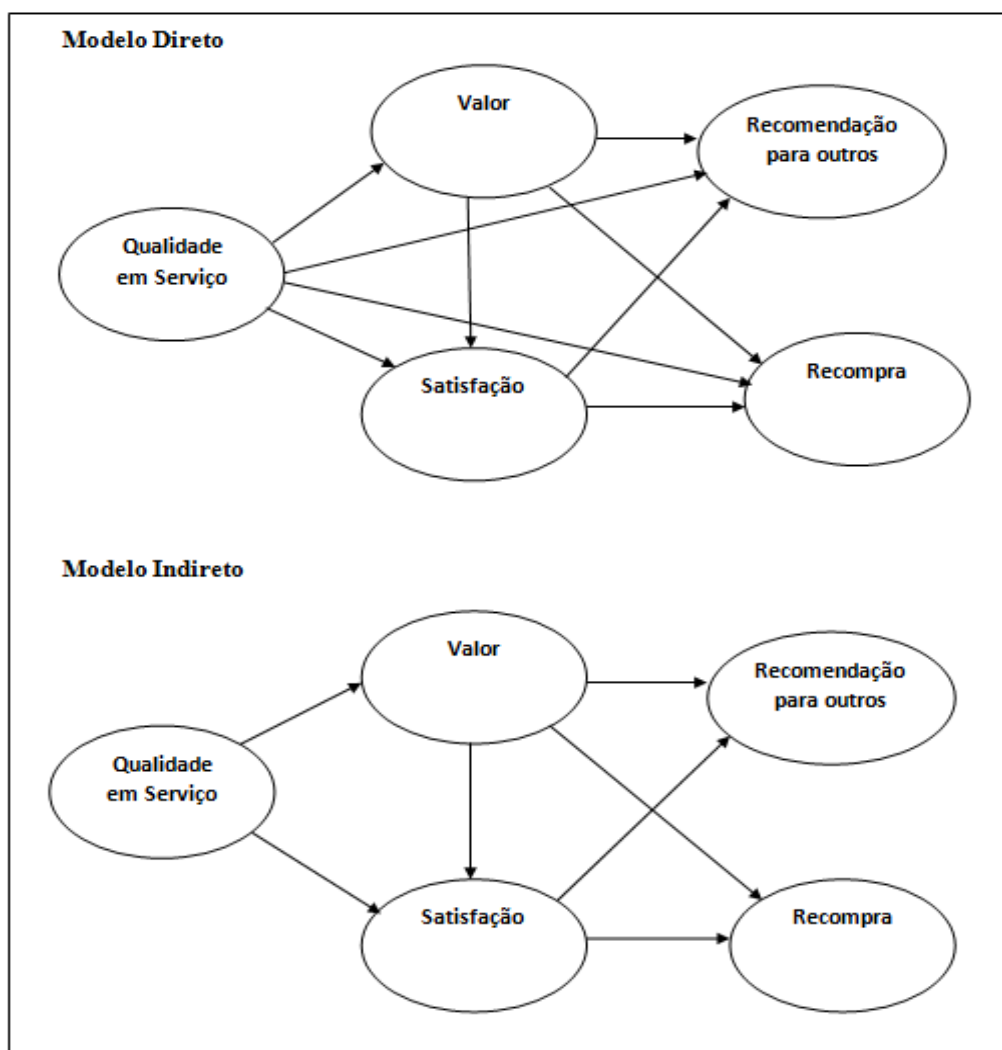 Modelo Direto
Valor
Recomendação
para outros
Qualidade
em Serviço
Satisfação
Recompra
Modelo Indireto
Valor
Recomendação
para outros
Qualidade
em Serviço
Satisfação
Recompra